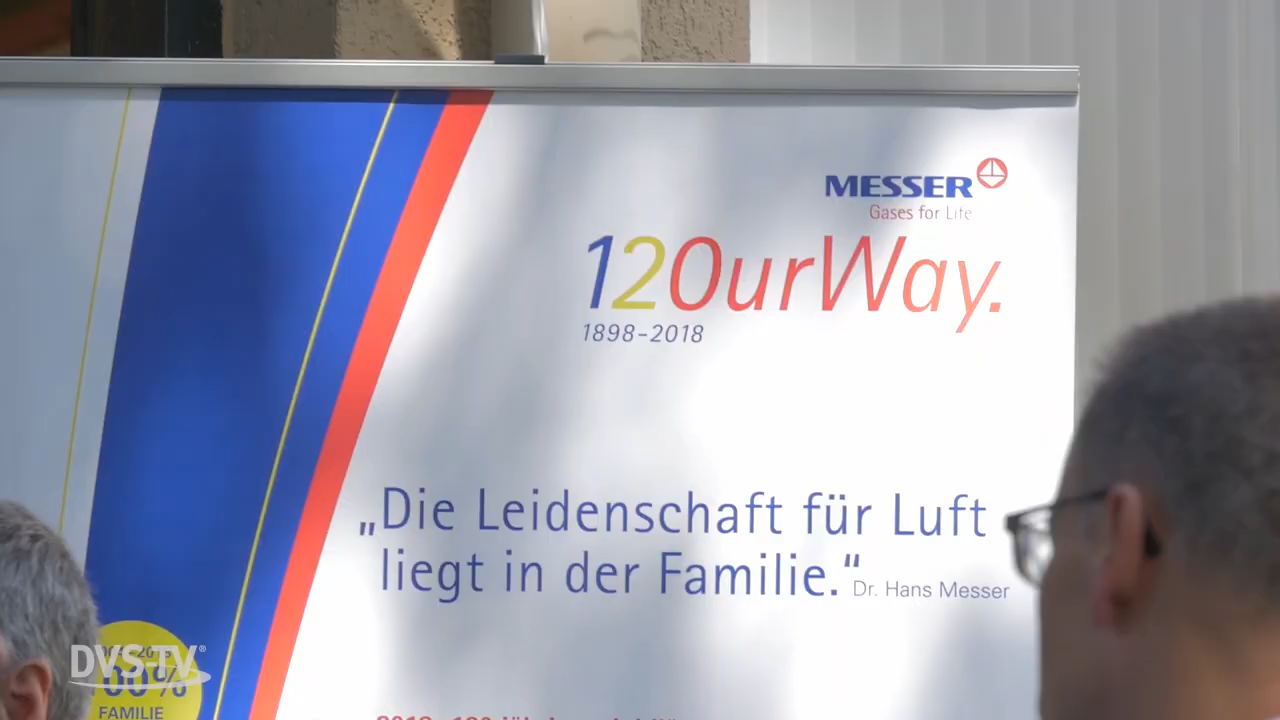 MESSER
Gases for Life
120urWay.
1898-2018
„Die Leidenschaft für Luft
liegt in der Familie.“
Dr. Hans Messer
DVS-TV®
FAMILIE